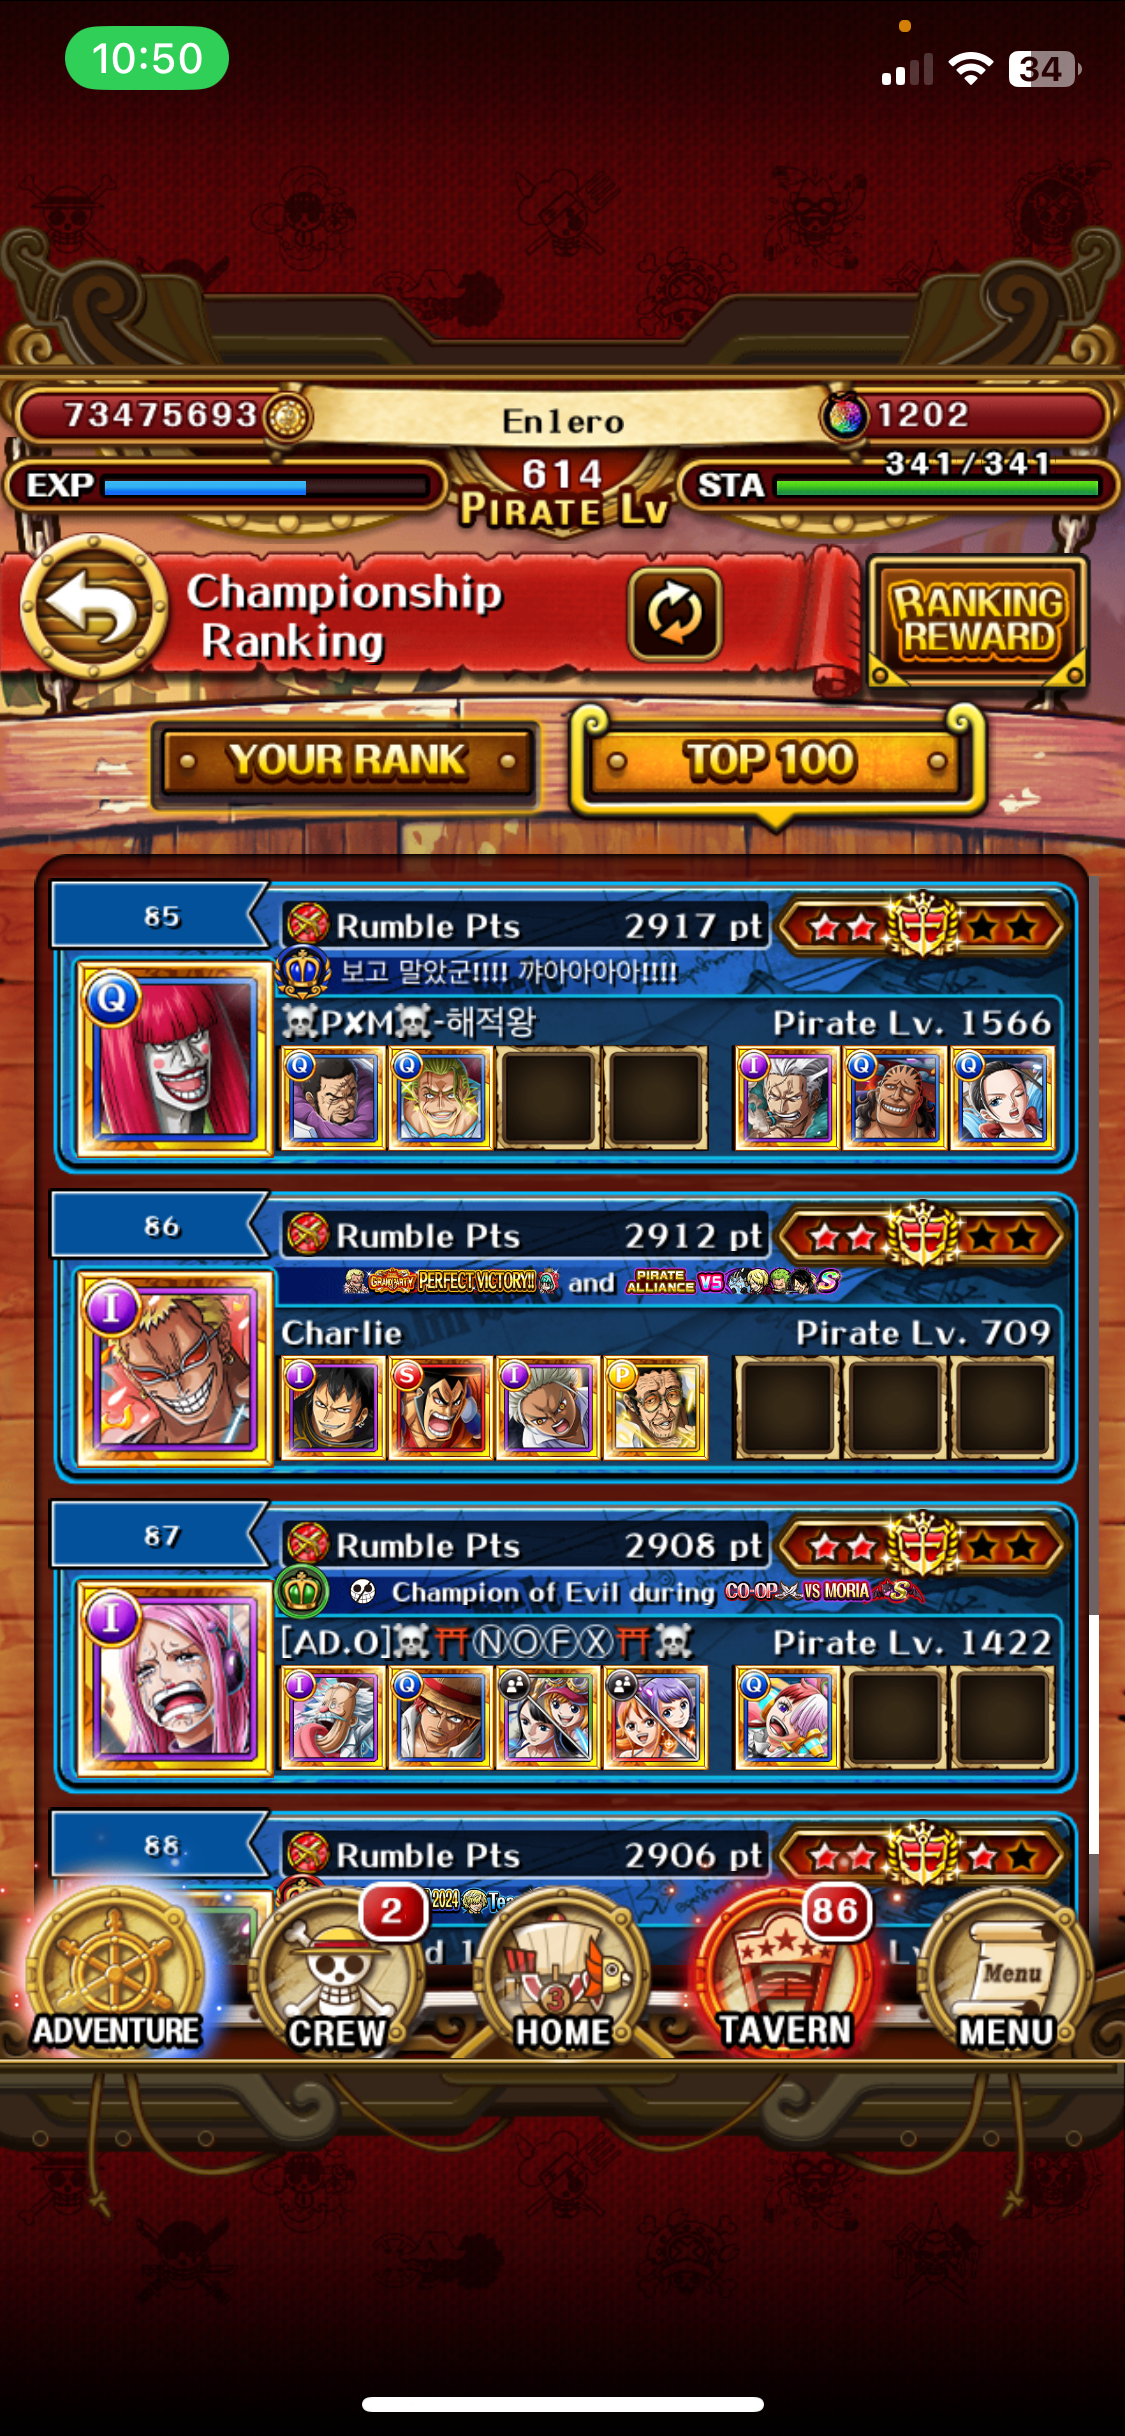 10:50
34
73475693
En1ero
1202
EXP
614
PIRATE Lv
STA
341/341
Championship
Ranking
RANKING
REWARD
YOUR RANK
TOP 100
85
Rumble Pts
2917 pt
보고 말았군!!!! 꺄아아아아!!!!
Q
☠P✘M☠-해적왕
Pirate Lv. 1566
Q
Q
I
Q
Q
86
Rumble Pts
2912 pt
GRAND PARTY PERFECT VICTORY!! and PIRATE ALLIANCE VS S
I
Charlie
Pirate Lv. 709
I
S
I
P
87
Rumble Pts
2908 pt
Champion of Evil during CO-OP VS MORIA S
I
[AD.O]☠⛩ⓃⓄⒻⓍ⛩☠
Pirate Lv. 1422
I
Q
Q
88
Rumble Pts
2906 pt
2024
2
86
3
Menu
ADVENTURE
CREW
HOME
TAVERN
MENU